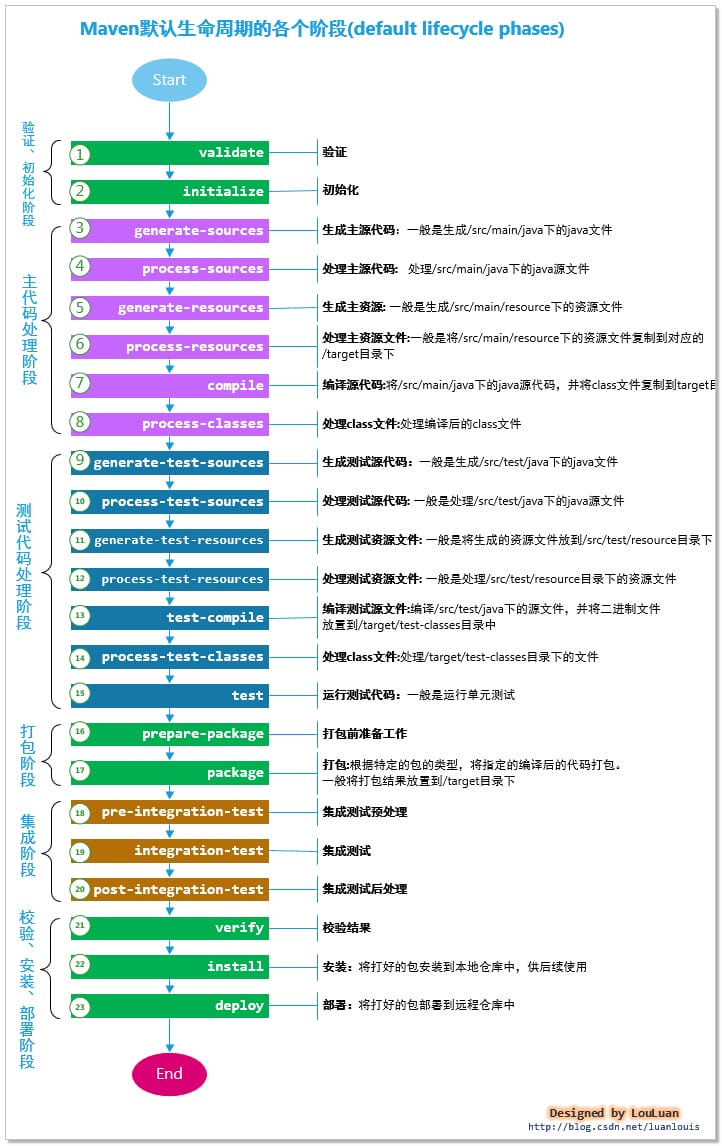 Maven默认生命周期的各个阶段(default lifecycle phases)
Start
验证、初始化阶段
1 validate 验证
2 initialize 初始化
主代码处理阶段
3 generate-sources 生成主源代码：一般是生成/src/main/java下的java文件
4 process-sources 处理主源代码: 处理/src/main/java下的java源文件
5 generate-resources 生成主资源: 一般是生成/src/main/resource下的资源文件
6 process-resources 处理主资源文件:一般是将/src/main/resource下的资源文件复制到对应的
/target目录下
7 compile 编译源代码:将/src/main/java下的java源代码，并将class文件复制到target目
8 process-classes 处理class文件:处理编译后的class文件
测试代码处理阶段
9 generate-test-sources 生成测试源代码：一般是生成/src/test/java下的java文件
10 process-test-sources 处理测试源代码: 一般是处理/src/test/java下的java源文件
11 generate-test-resources 生成测试资源文件: 一般是将生成的资源文件放到/src/test/resource目录下
12 process-test-resources 处理测试资源文件: 一般是处理/src/test/resource目录下的资源文件
13 test-compile 编译测试源文件:编译/src/test/java下的源文件，并将二进制文件
放置到/target/test-classes目录中
14 process-test-classes 处理class文件:处理/target/test-classes目录下的文件
15 test 运行测试代码：一般是运行单元测试
打包阶段
16 prepare-package 打包前准备工作
17 package 打包:根据特定的包的类型，将指定的编译后的代码打包。
一般将打包结果放置到/target目录下
集成阶段
18 pre-integration-test 集成测试预处理
19 integration-test 集成测试
20 post-integration-test 集成测试后处理
校验、安装、部署阶段
21 verify 校验结果
22 install 安装：将打好的包安装到本地仓库中，供后续使用
23 deploy 部署：将打好的包部署到远程仓库中
End
Designed by LouLuan
http://blog.csdn.net/luanlouis